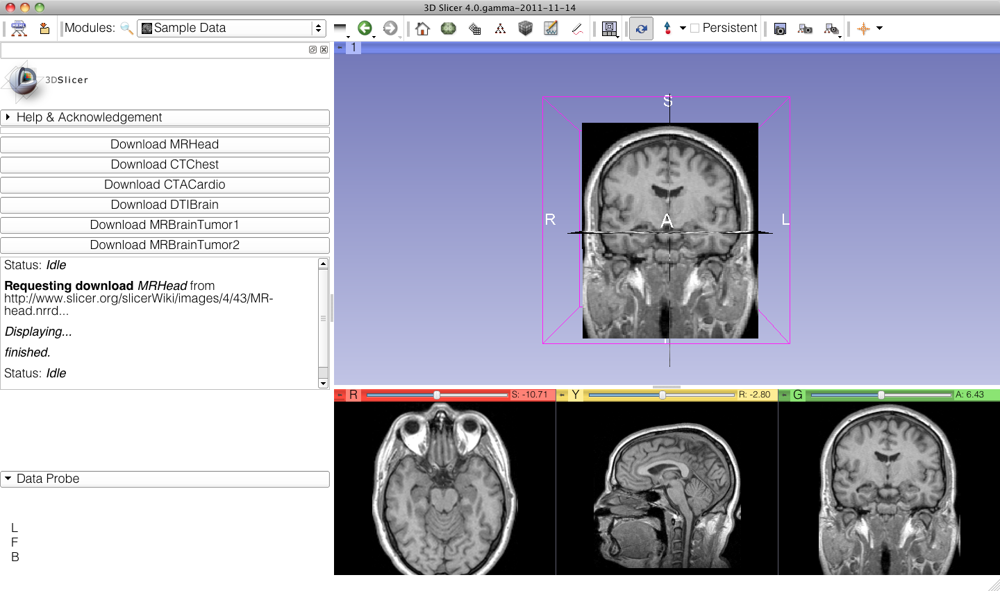 3D Slicer 4.0.gamma-2011-11-14
Modules: Sample Data
Persistent
1
3DSlicer
Help & Acknowledgement
Download MRHead
Download CTChest
Download CTACardio
Download DTIBrain
Download MRBrainTumor1
Download MRBrainTumor2
Status: Idle
Requesting download MRHead from
http://www.slicer.org/slicerWiki/images/4/43/MR-
head.nrrd...
Displaying...
finished.
Status: Idle
Data Probe
L
F
B
S
R A L
R S: -10.71
Y R: -2.80
G A: 6.43